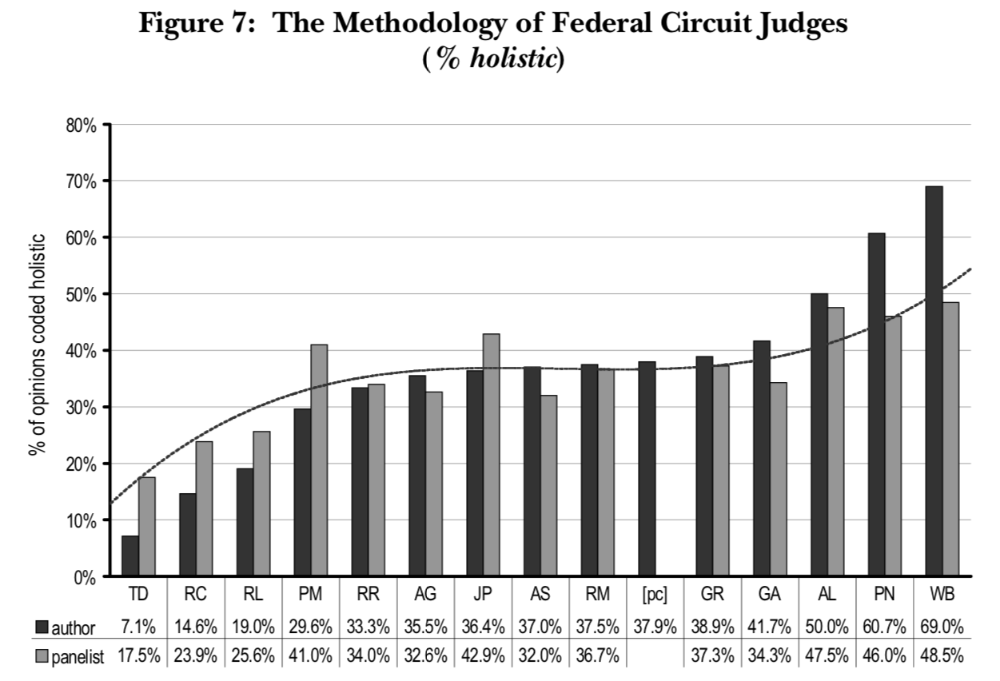 Figure 7: The Methodology of Federal Circuit Judges
(% holistic)
80%
70%
60%
50%
40%
30%
20%
10%
0%
% of opinions coded holistic
TD RC RL PM RR AG JP AS RM [pc] GR GA AL PN WB
author 7.1% 14.6% 19.0% 29.6% 33.3% 35.5% 36.4% 37.0% 37.5% 37.9% 38.9% 41.7% 50.0% 60.7% 69.0%
panelist 17.5% 23.9% 25.6% 41.0% 34.0% 32.6% 42.9% 32.0% 36.7% 37.3% 34.3% 47.5% 46.0% 48.5%